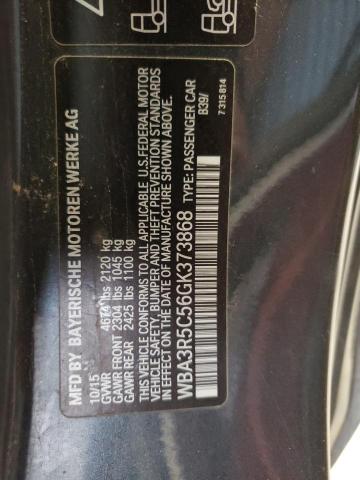 MFD BY BAYERISCHE MOTOREN WERKE AG
10/15
GVWR 4674 lbs 2120 kg
GAWR FRONT 2304 lbs 1045 kg
GAWR REAR 2425 lbs 1100 kg
THIS VEHICLE CONFORMS TO ALL APPLICABLE U.S.FEDERAL MOTOR
VEHICLE SAFETY, BUMPER AND THEFT PREVENTION STANDARDS
IN EFFECT ON THE DATE OF MANUFACTURE SHOWN ABOVE.
WBA3R5C56GK373868 TYPE: PASSENGER CAR
B39/
7 315 814